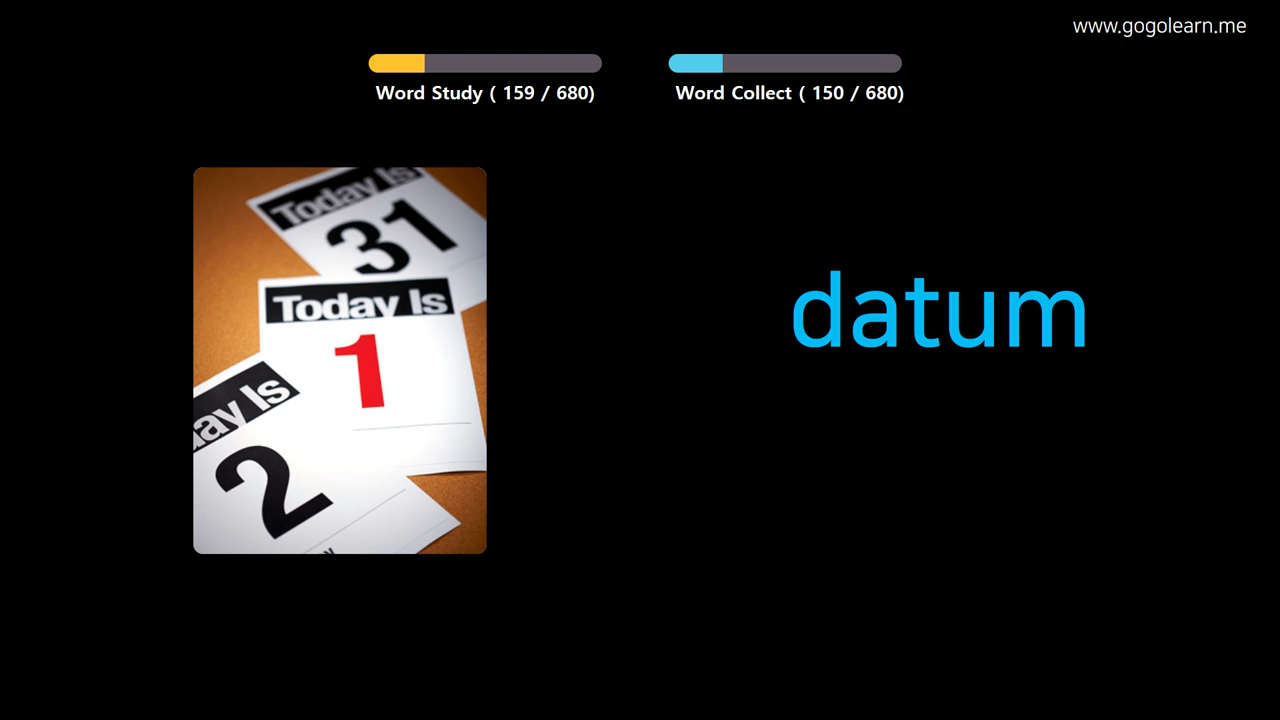 www.gogolearn.me
Word Study ( 159 / 680)
Word Collect ( 150 / 680)
Today Is
31
Today Is
1
day Is
2
datum